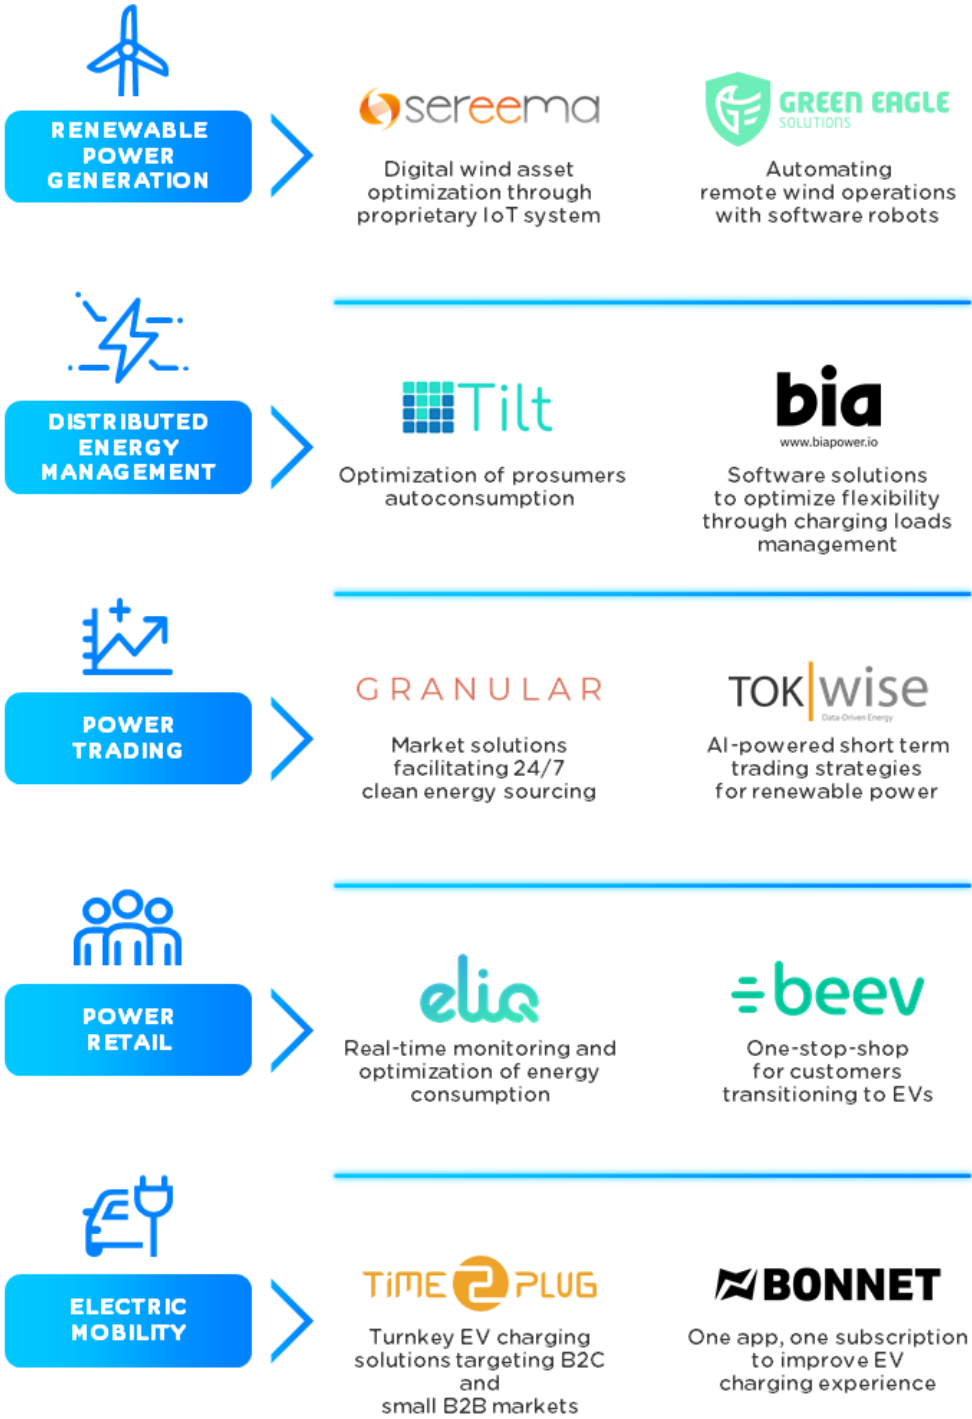 RENEWABLE
POWER
GENERATION
sereema
Digital wind asset
optimization through
proprietary IoT system
GREEN EAGLE
SOLUTIONS
Automating
remote wind operations
with software robots
DISTRIBUTED
ENERGY
MANAGEMENT
Tilt
Optimization of prosumers
autoconsumption
bia
www.biapower.io
Software solutions
to optimize flexibility
through charging loads
management
POWER
TRADING
GRANULAR
Market solutions
facilitating 24/7
clean energy sourcing
TOK|wise
Data-Driven Energy
AI-powered short term
trading strategies
for renewable power
POWER
RETAIL
eliq
Real-time monitoring and
optimization of energy
consumption
beev
One-stop-shop
for customers
transitioning to EVs
ELECTRIC
MOBILITY
TiME2PLUG
Turnkey EV charging
solutions targeting B2C
and
small B2B markets
BONNET
One app, one subscription
to improve EV
charging experience